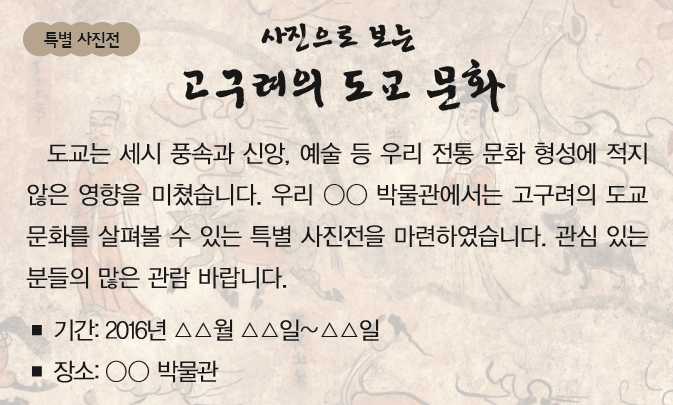 특별 사진전
사진으로 보는
고구려의 도교 문화
도교는 세시 풍속과 신앙, 예술 등 우리 전통 문화 형성에 적지
않은 영향을 미쳤습니다. 우리 ○○ 박물관에서는 고구려의 도교
문화를 살펴볼 수 있는 특별 사진전을 마련하였습니다. 관심 있는
분들의 많은 관람 바랍니다.
■ 기간: 2016년 △△월 △△일~△△일
■ 장소: ○○ 박물관